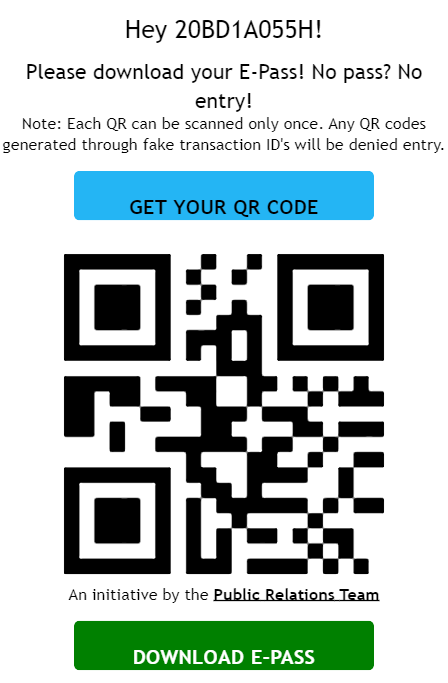 Hey 20BD1A055H!
Please download your E-Pass! No pass? No
entry!
Note: Each QR can be scanned only once. Any QR codes
generated through fake transaction ID's will be denied entry.
GET YOUR QR CODE
An initiative by the Public Relations Team
DOWNLOAD E-PASS